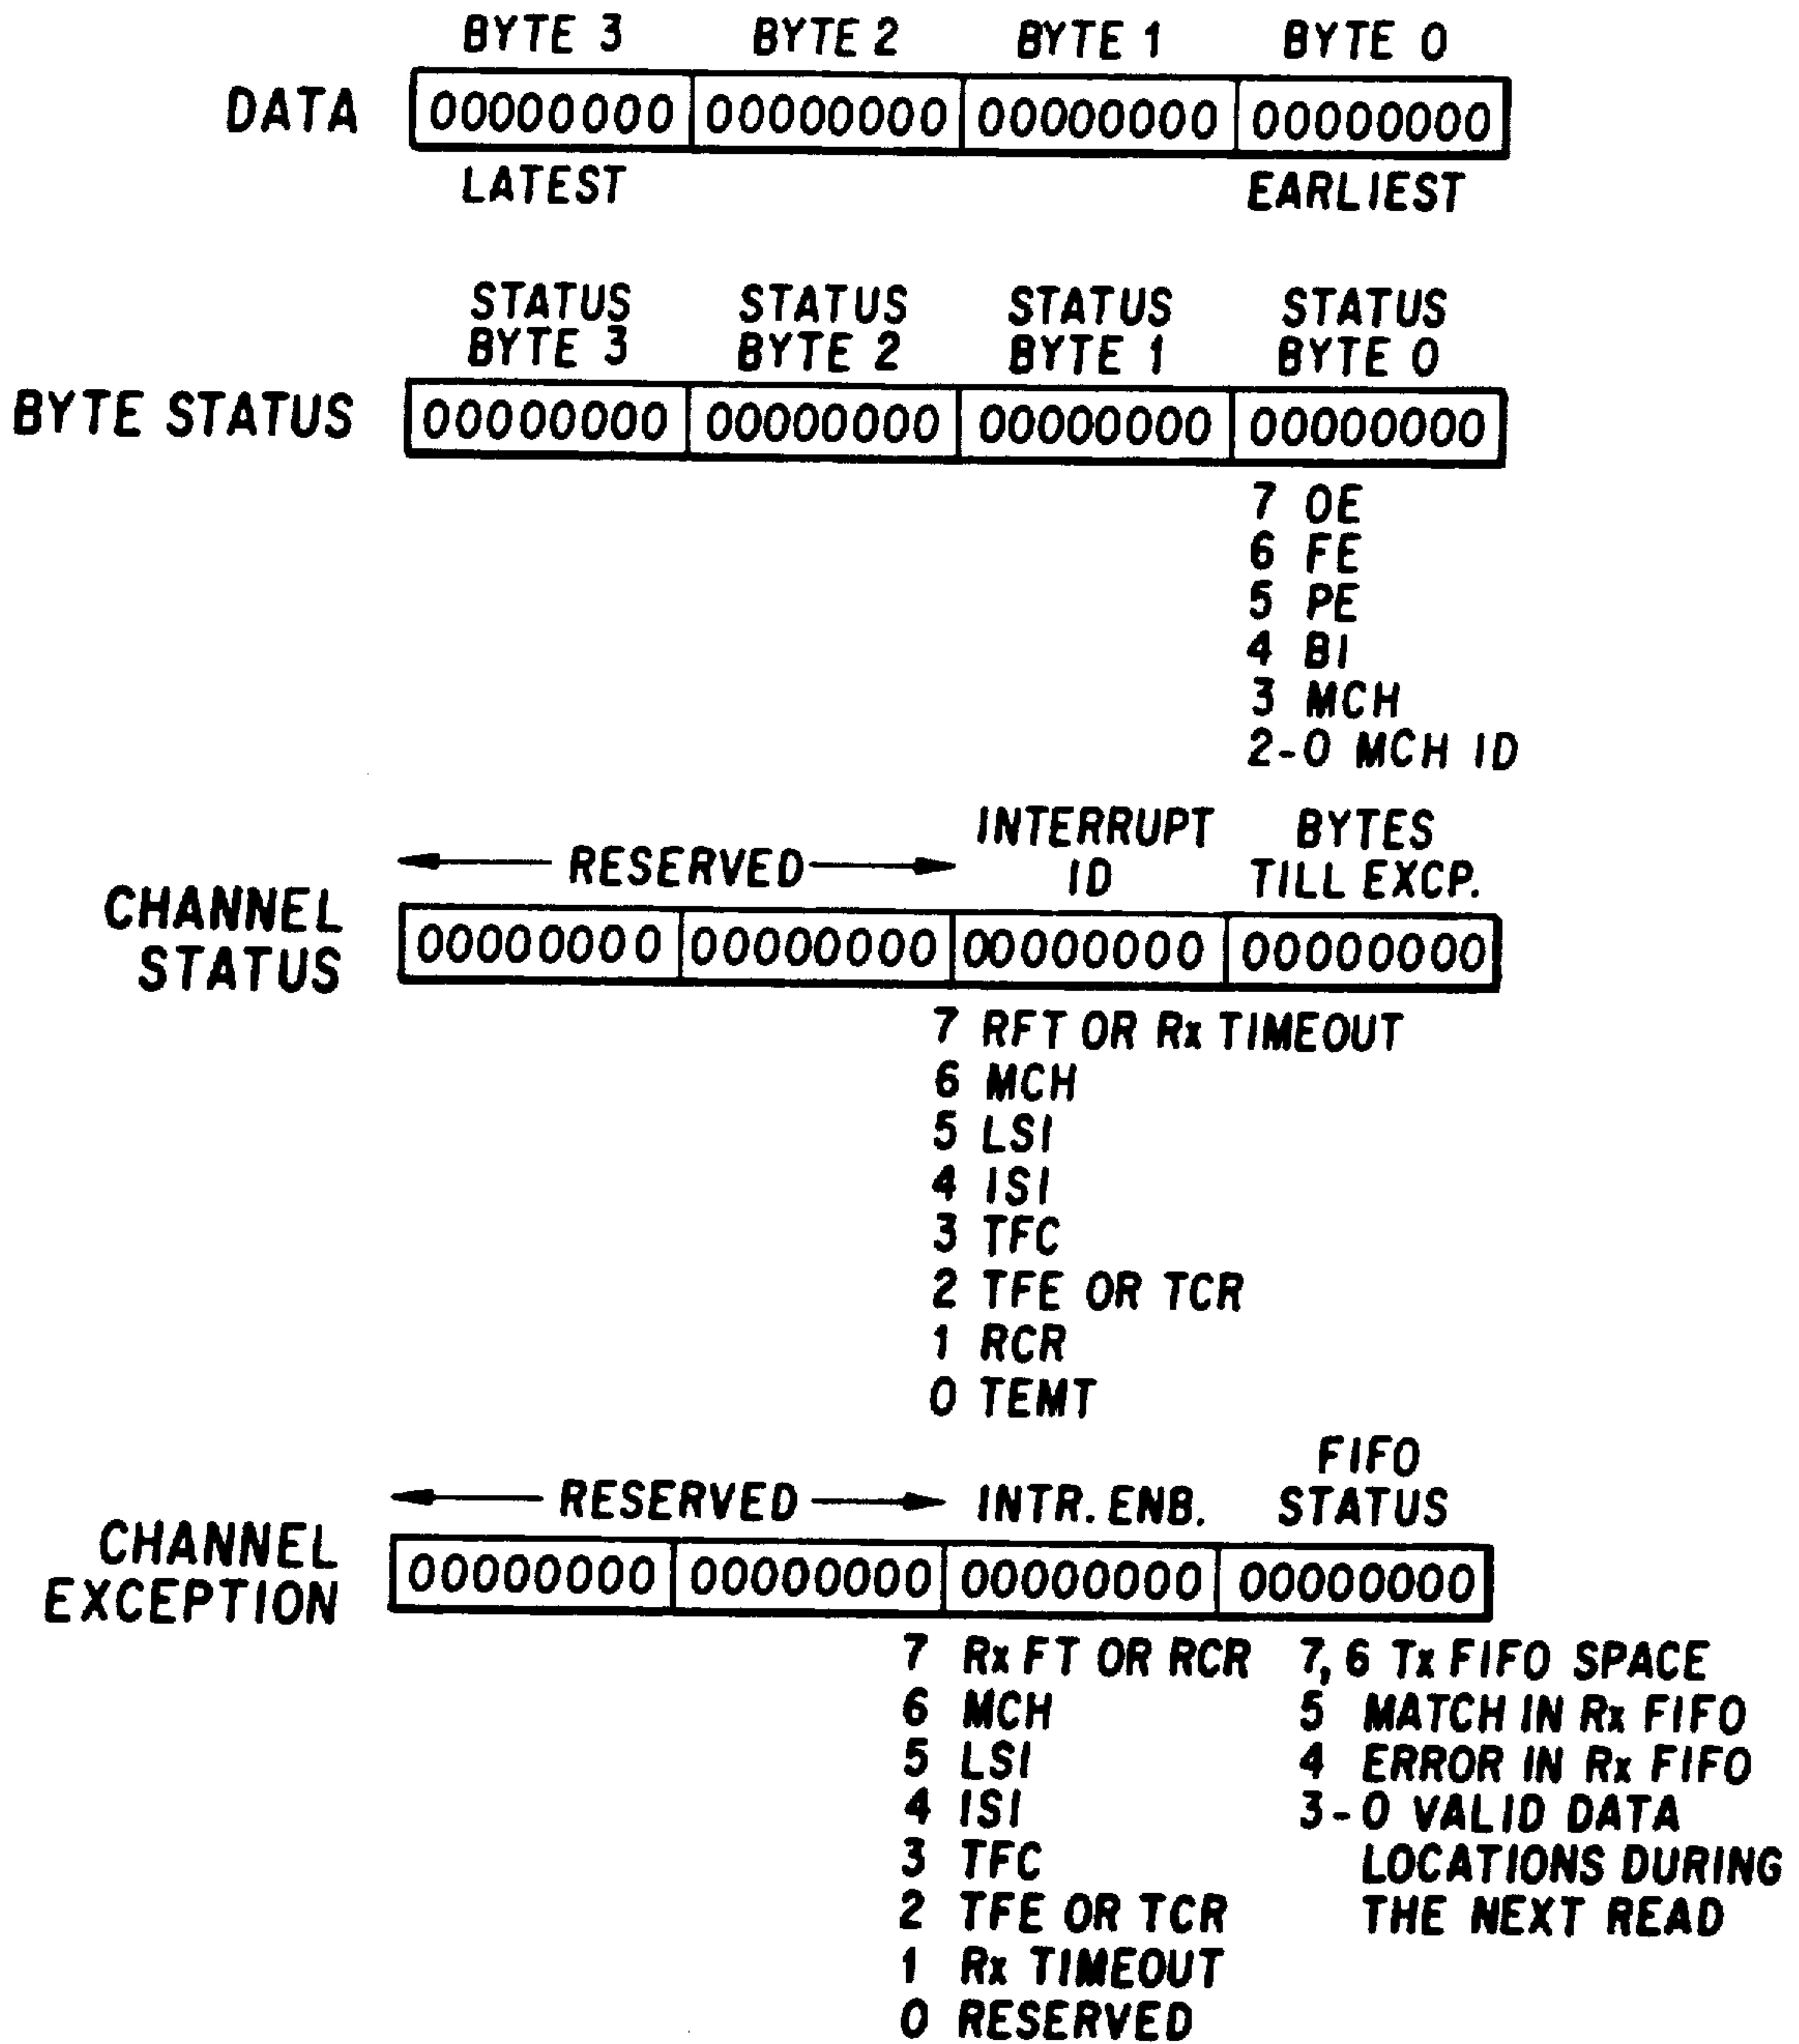 BYTE 3 BYTE 2 BYTE 1 BYTE 0
DATA 00000000 00000000 00000000 00000000
LATEST EARLIEST
STATUS STATUS STATUS STATUS
BYTE 3 BYTE 2 BYTE 1 BYTE 0
BYTE STATUS 00000000 00000000 00000000 00000000
7 OE
6 FE
5 PE
4 BI
3 MCH
2-0 MCH ID
INTERRUPT BYTES
RESERVED ID TILL EXCP.
CHANNEL
STATUS
00000000 00000000 00000000 00000000
7 RFT OR Rx TIMEOUT
6 MCH
5 LSI
4 ISI
3 TFC
2 TFE OR TCR
1 RCR
0 TEMT
FIFO
RESERVED INTR. ENB. STATUS
CHANNEL
EXCEPTION
00000000 00000000 00000000 00000000
7 Rx FT OR RCR 7,6 Tx FIFO SPACE
6 MCH 5 MATCH IN Rx FIFO
5 LSI 4 ERROR IN Rx FIFO
4 ISI 3-0 VALID DATA
3 TFC LOCATIONS DURING
2 TFE OR TCR THE NEXT READ
1 Rx TIMEOUT
0 RESERVED